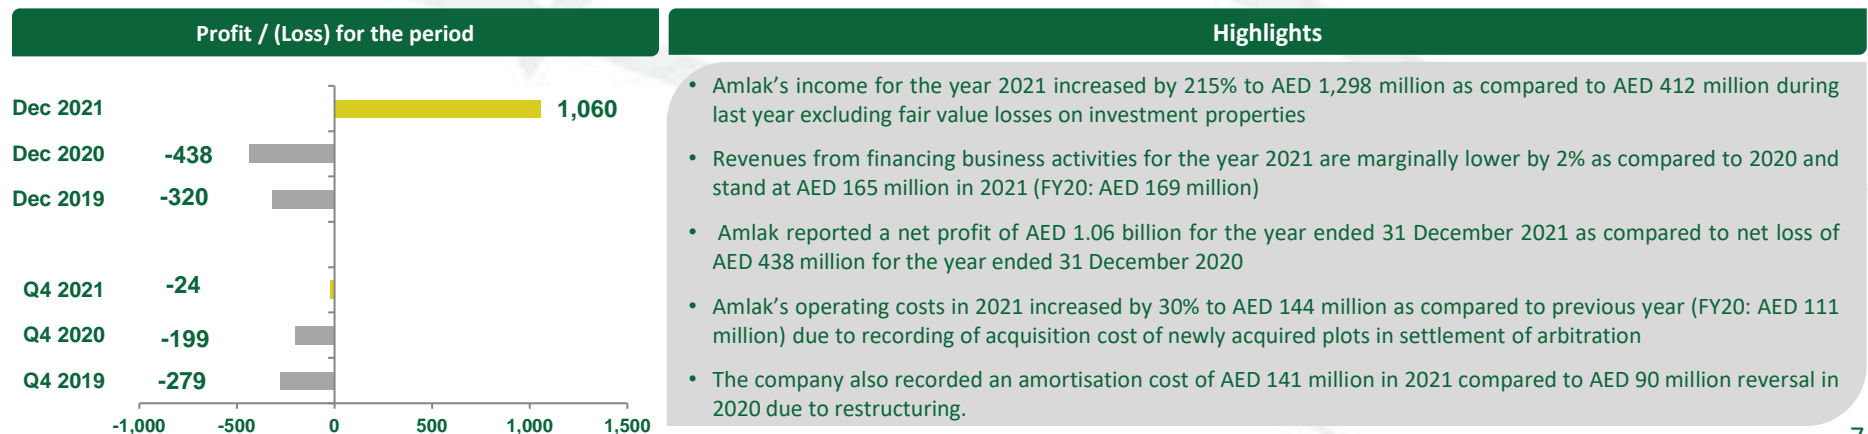 Profit / (Loss) for the period
Dec 2021
1,060
Dec 2020
-438
Dec 2019
-320
Q4 2021
-24
Q4 2020
-199
Q4 2019
-279
-1,000 -500 0 500 1,000 1,500
Highlights
• Amlak's income for the year 2021 increased by 215% to AED 1,298 million as compared to AED 412 million during
last year excluding fair value losses on investment properties
• Revenues from financing business activities for the year 2021 are marginally lower by 2% as compared to 2020 and
stand at AED 165 million in 2021 (FY20: AED 169 million)
• Amlak reported a net profit of AED 1.06 billion for the year ended 31 December 2021 as compared to net loss of
AED 438 million for the year ended 31 December 2020
• Amlak's operating costs in 2021 increased by 30% to AED 144 million as compared to previous year (FY20: AED 111
million) due to recording of acquisition cost of newly acquired plots in settlement of arbitration
• The company also recorded an amortisation cost of AED 141 million in 2021 compared to AED 90 million reversal in
2020 due to restructuring.